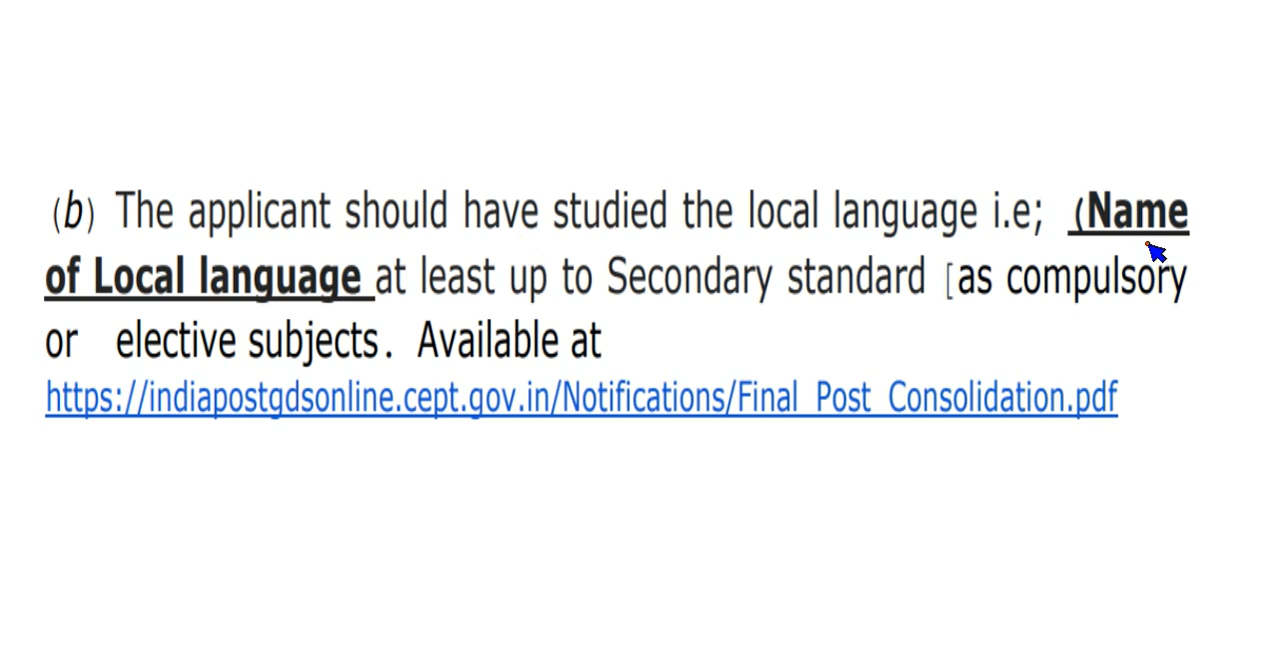 (b) The applicant should have studied the local language i.e; (Name
of Local language at least up to Secondary standard [as compulsory
or elective subjects. Available at
https://indiapostgdsonline.cept.gov.in/Notifications/Final_Post_Consolidation.pdf